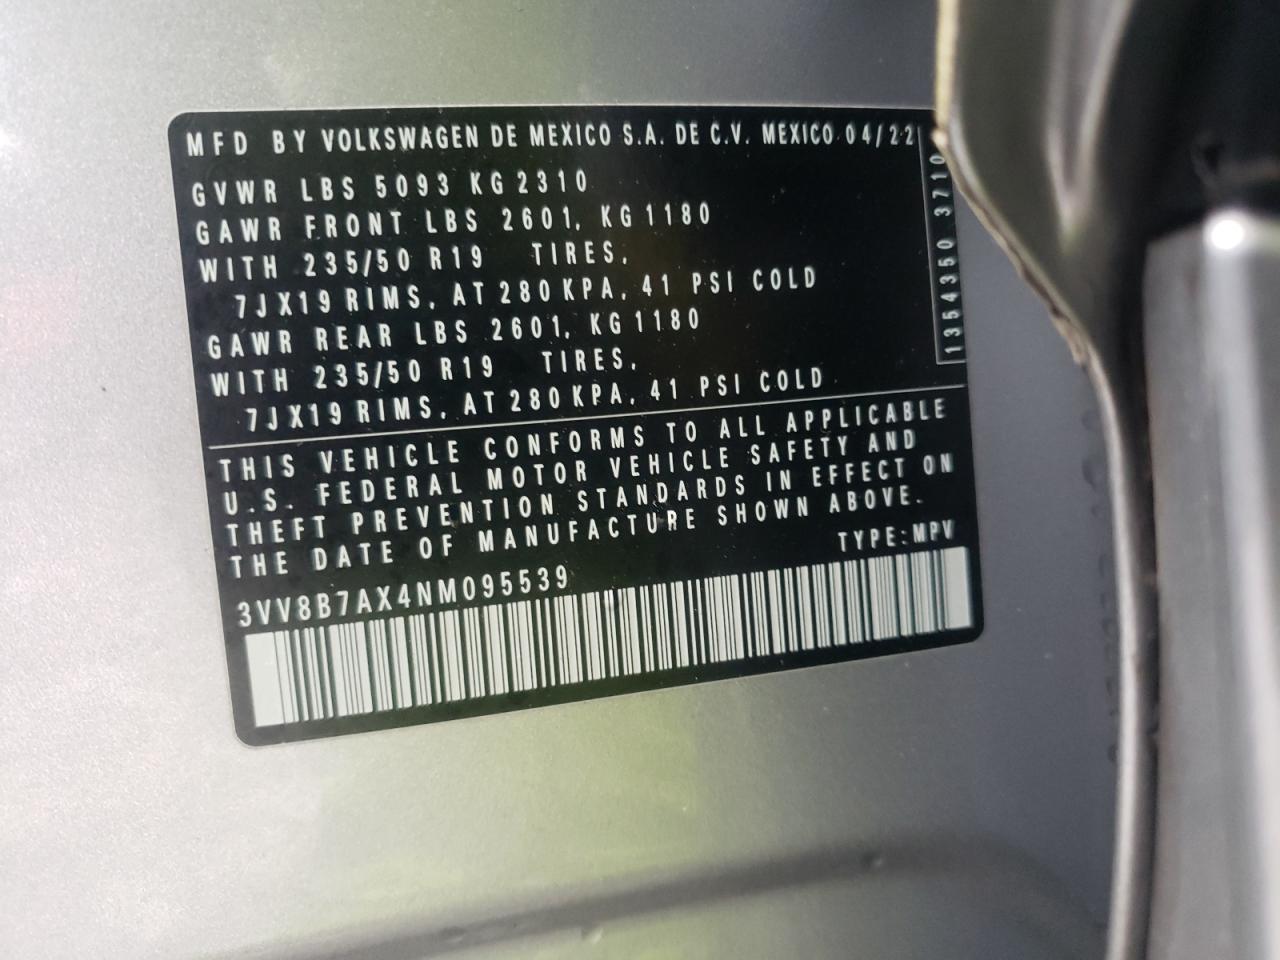 MFD BY VOLKSWAGEN DE MEXICO S.A. DE C.V. MEXICO 04/22
GVWR LBS 5093 KG 2310
GAWR FRONT LBS 2601, KG 1180
WITH 235/50 R19 TIRES,
7JX19 RIMS, AT 280 KPA, 41 PSI COLD
GAWR REAR LBS 2601, KG 1180
WITH 235/50 R19 TIRES,
7JX19 RIMS, AT 280 KPA, 41 PSI COLD
1354350 3710
THIS VEHICLE CONFORMS TO ALL APPLICABLE
U.S. FEDERAL MOTOR VEHICLE SAFETY AND
THEFT PREVENTION STANDARDS IN EFFECT ON
THE DATE OF MANUFACTURE SHOWN ABOVE.
TYPE:MPV
3VV8B7AX4NM095539